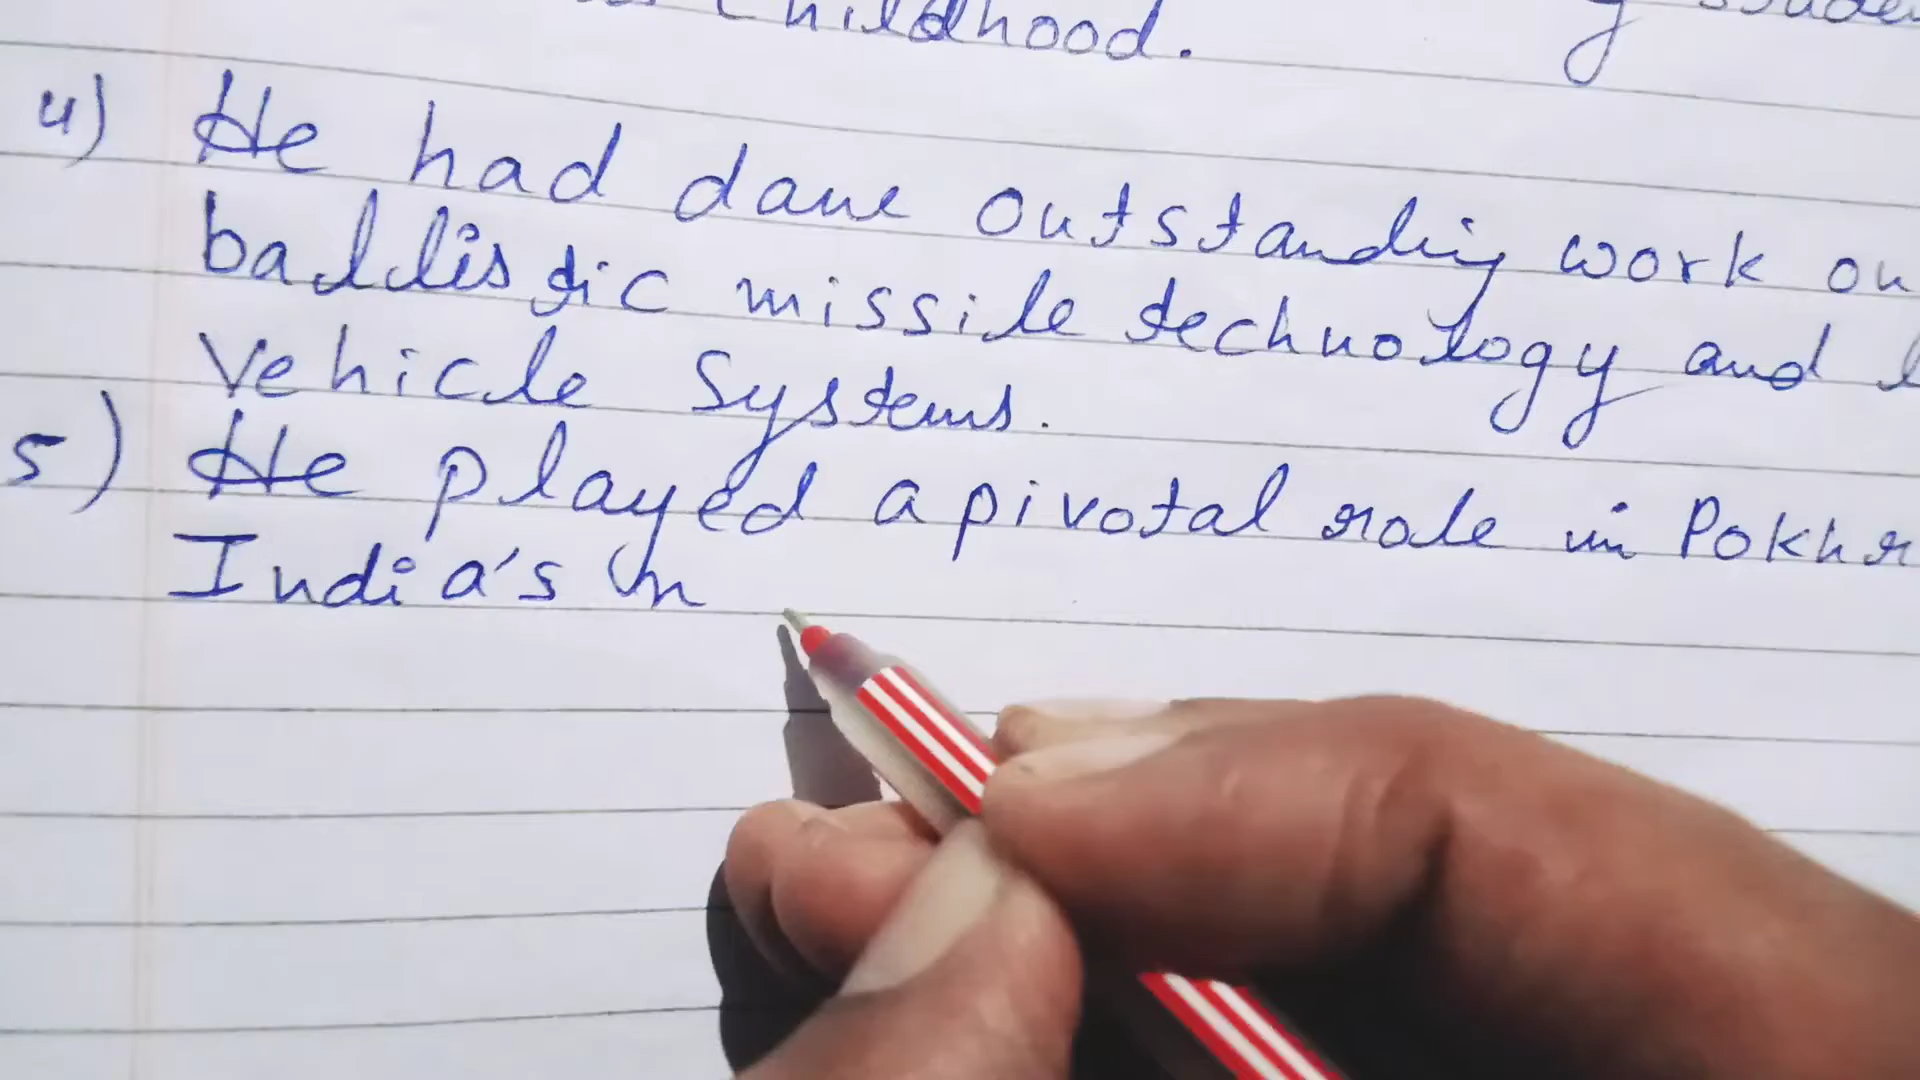 Childhood.
4) He had done outstanding work on
ballistic missile technology and
vehicle systems.
5) He played a pivotal role in Pokhr
India's